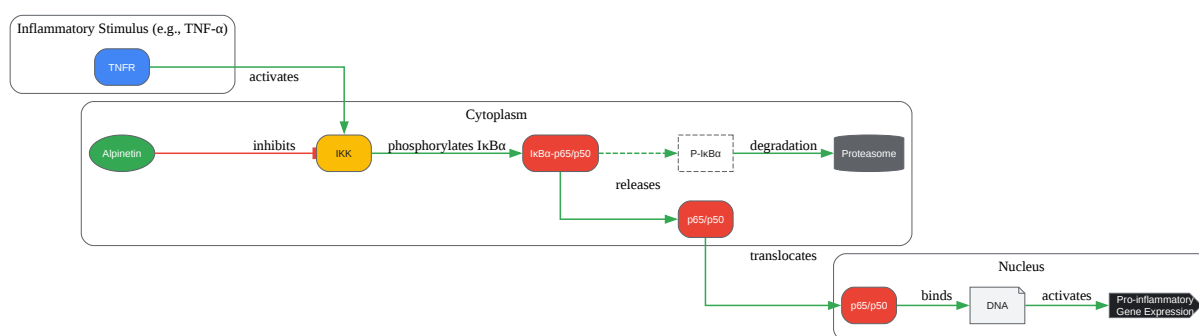 Inflammatory Stimulus (e.g., TNF-α)
TNFR
activates
Cytoplasm
Alpinetin
inhibits
IKK
phosphorylates IκBα
IκBα-p65/p50
P-IκBα
degradation
Proteasome
releases
p65/p50
translocates
Nucleus
p65/p50
binds
DNA
activates
Pro-inflammatory
Gene Expression